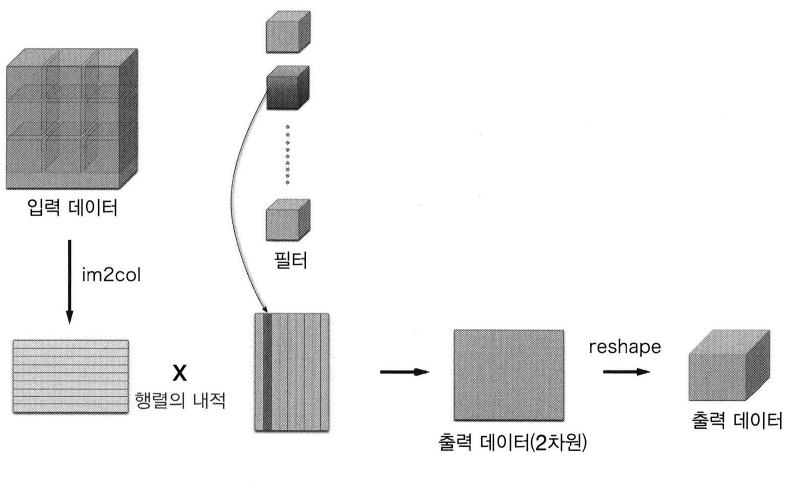 입력 데이터
필터
im2col
X
행렬의 내적
reshape
출력 데이터(2차원)
출력 데이터